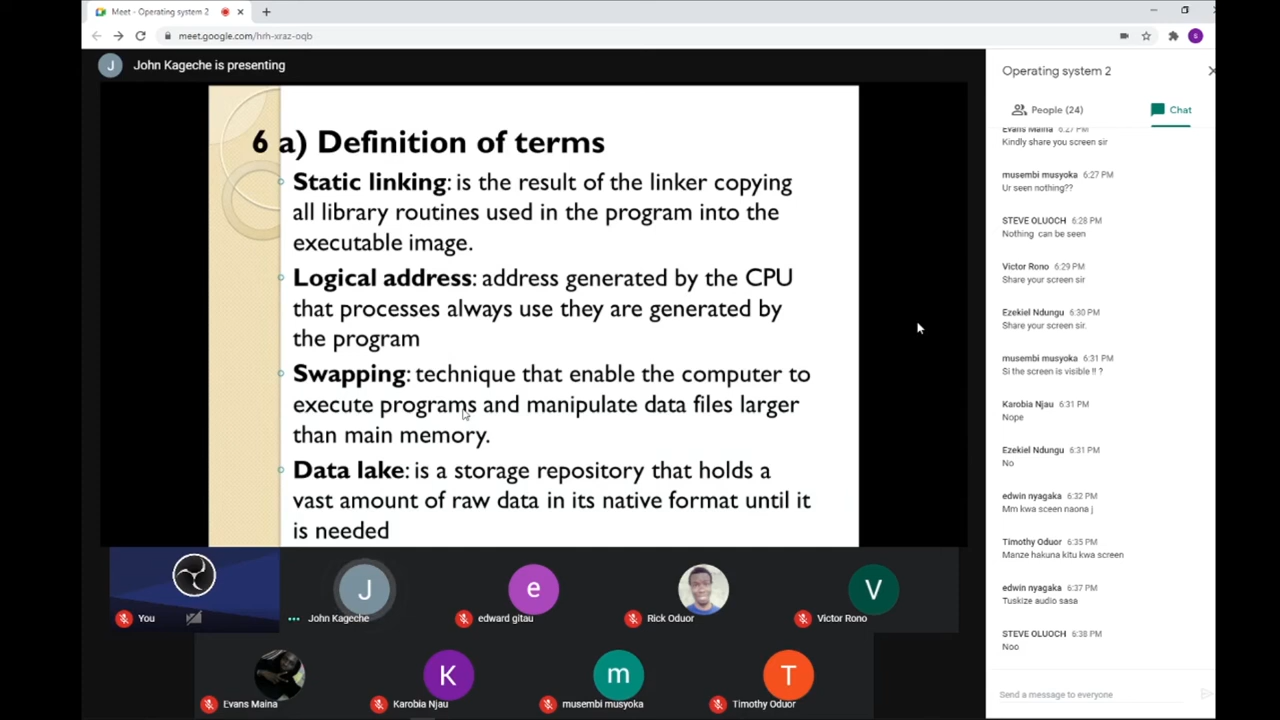 Meet - Operating system 2
meet.google.com/hrh-xraz-oqb
S
J
John Kageche is presenting
6 a) Definition of terms
Static linking: is the result of the linker copying
all library routines used in the program into the
executable image.
Logical address: address generated by the CPU
that processes always use they are generated by
the program
Swapping: technique that enable the computer to
execute programs and manipulate data files larger
than main memory.
Data lake: is a storage repository that holds a
vast amount of raw data in its native format until it
is needed
You
J
John Kageche
e
edward gitau
Rick Oduor
V
Victor Rono
Evans Maina
K
Karobia Njau
m
musembi musyoka
T
Timothy Oduor
Operating system 2
People (24)
Chat
Evans Maina 6:27 PM
Kindly share you screen sir
musembi musyoka 6:27 PM
Ur seen nothing??
STEVE OLUOCH 6:28 PM
Nothing can be seen
Victor Rono 6:29 PM
Share your screen sir
Ezekiel Ndungu 6:30 PM
Share your screen sir.
musembi musyoka 6:31 PM
Si the screen is visible !! ?
Karobia Njau 6:31 PM
Nope
Ezekiel Ndungu 6:31 PM
No
edwin nyagaka 6:32 PM
Mm kwa sceen naona j
Timothy Oduor 6:35 PM
Manze hakuna kitu kwa screen
edwin nyagaka 6:37 PM
Tuskize audio sasa
STEVE OLUOCH 6:38 PM
Noo
Send a message to everyone